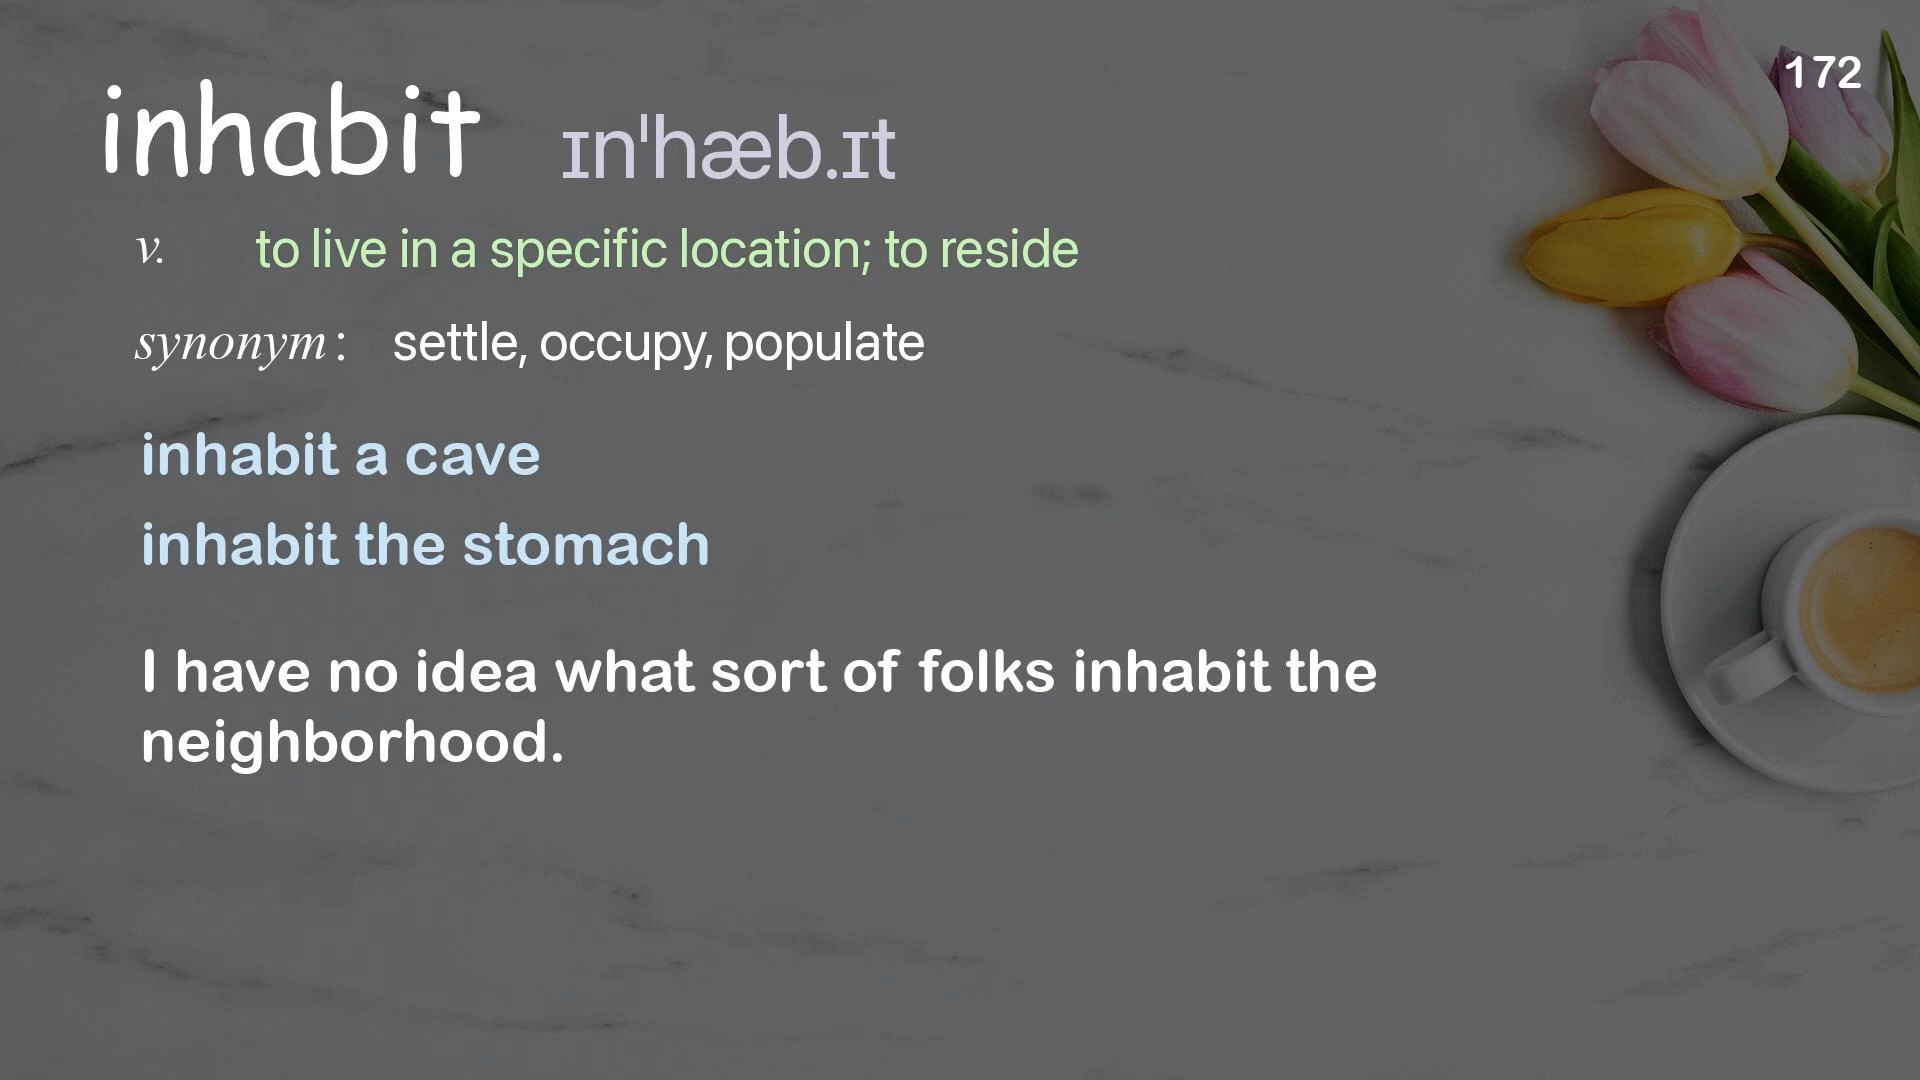 172
inhabit ɪnˈhæb.ɪt
v. to live in a specific location; to reside
synonym: settle, occupy, populate
inhabit a cave
inhabit the stomach
I have no idea what sort of folks inhabit the
neighborhood.